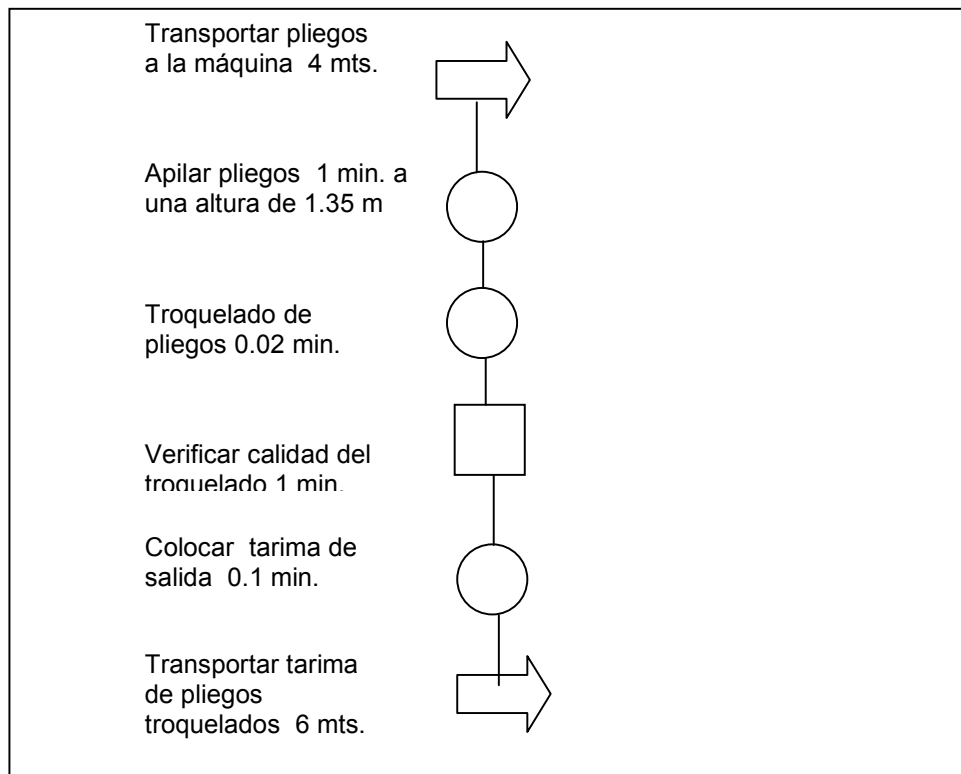 Transportar pliegos
a la máquina 4 mts.
Apilar pliegos 1 min. a
una altura de 1.35 m
Troquelado de
pliegos 0.02 min.
Verificar calidad del
troquelado 1 min.
Colocar tarima de
salida 0.1 min.
Transportar tarima
de pliegos
troquelados 6 mts.